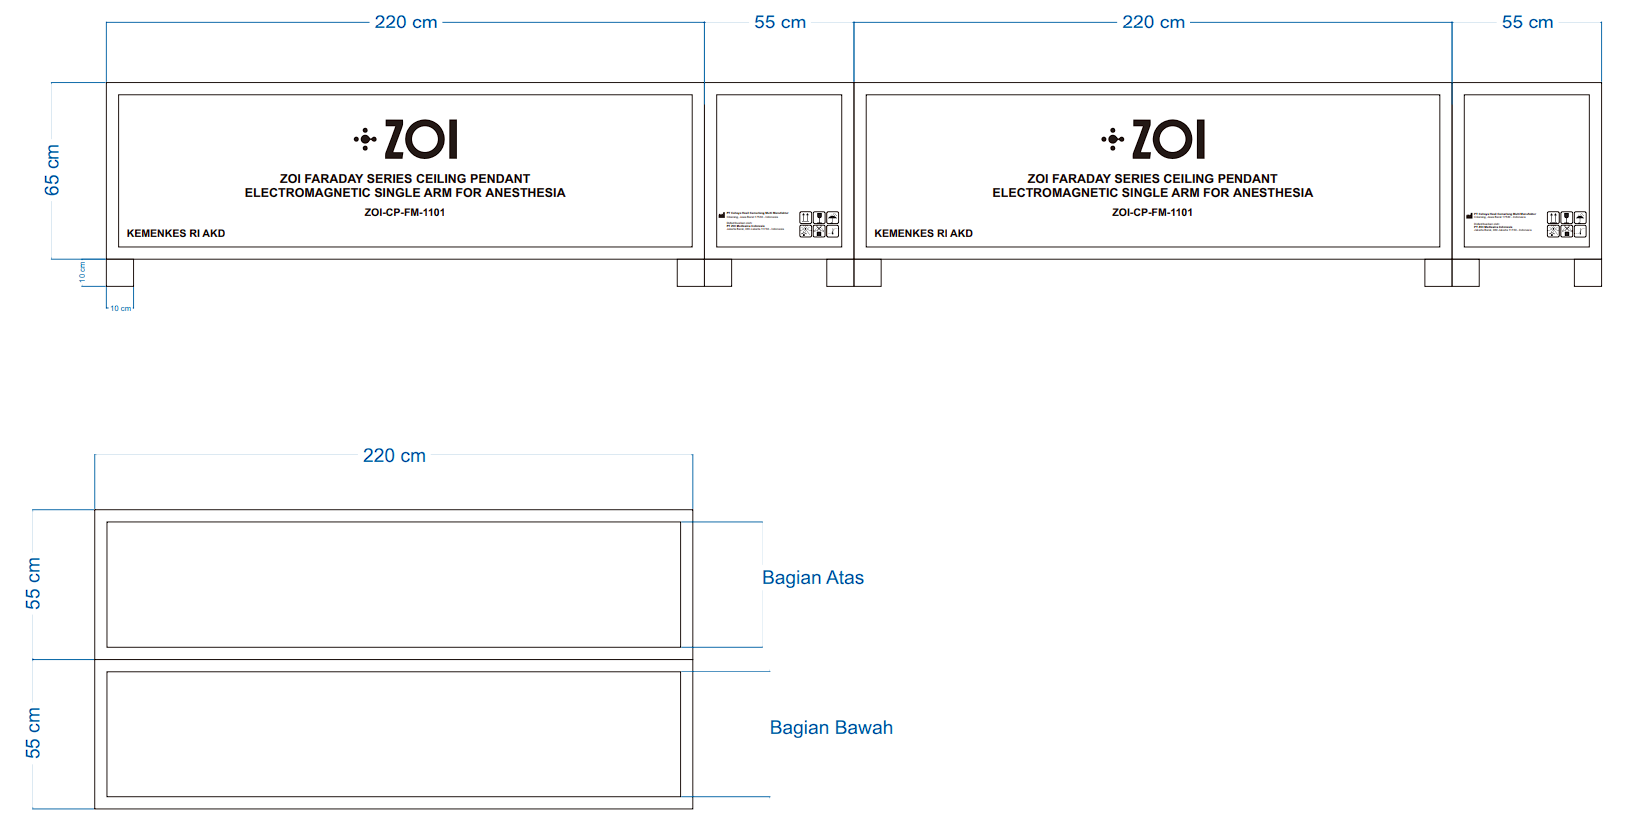 220 cm
55 cm
220 cm
55 cm
65 cm
ZOI
ZOI FARADAY SERIES CEILING PENDANT
ELECTROMAGNETIC SINGLE ARM FOR ANESTHESIA
ZOI-CP-FM-1101
KEMENKES RI AKD
ZOI
ZOI FARADAY SERIES CEILING PENDANT
ELECTROMAGNETIC SINGLE ARM FOR ANESTHESIA
ZOI-CP-FM-1101
KEMENKES RI AKD
10 cm
10 cm
220 cm
55 cm
Bagian Atas
55 cm
Bagian Bawah